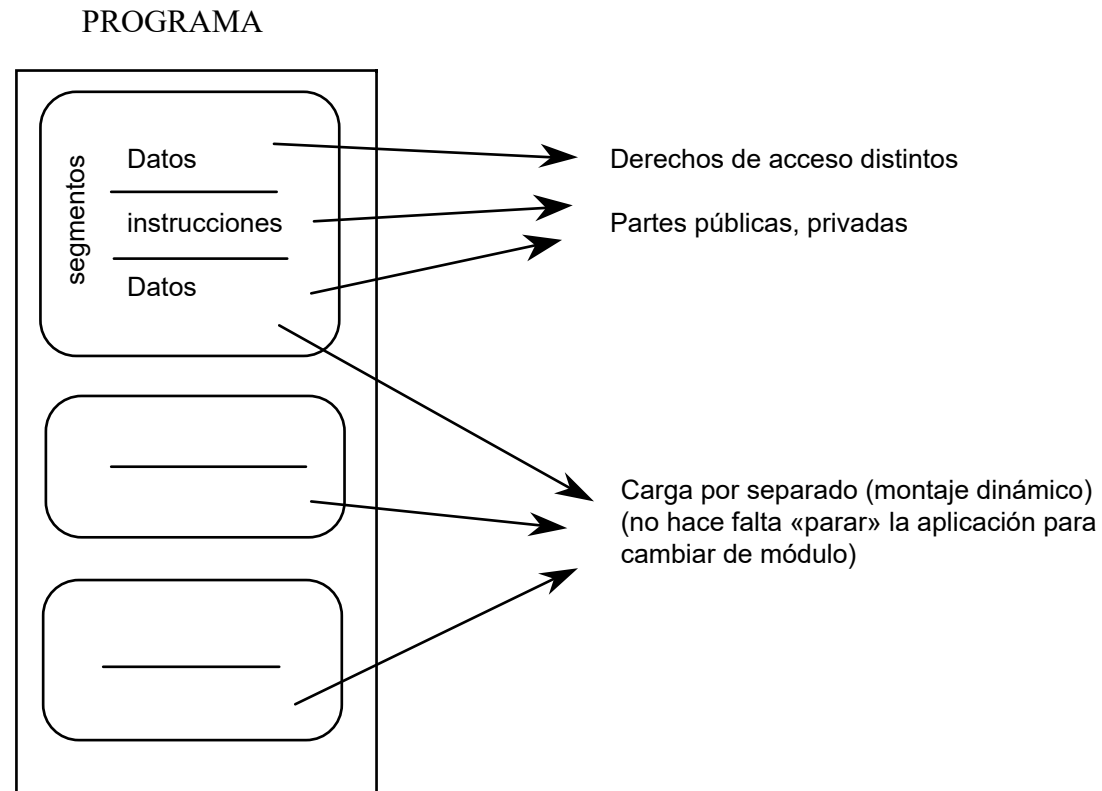 PROGRAMA
segmentos
Datos
instrucciones
Datos
Derechos de acceso distintos
Partes públicas, privadas
Carga por separado (montaje dinámico)
(no hace falta «parar» la aplicación para
cambiar de módulo)